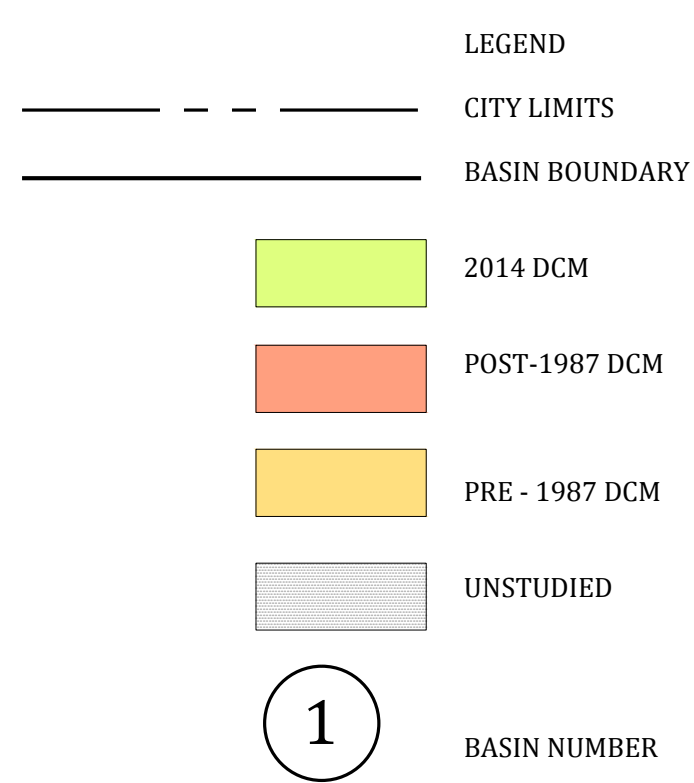 LEGEND
CITY LIMITS
BASIN BOUNDARY
2014 DCM
POST-1987 DCM
PRE - 1987 DCM
UNSTUDIED
1
BASIN NUMBER